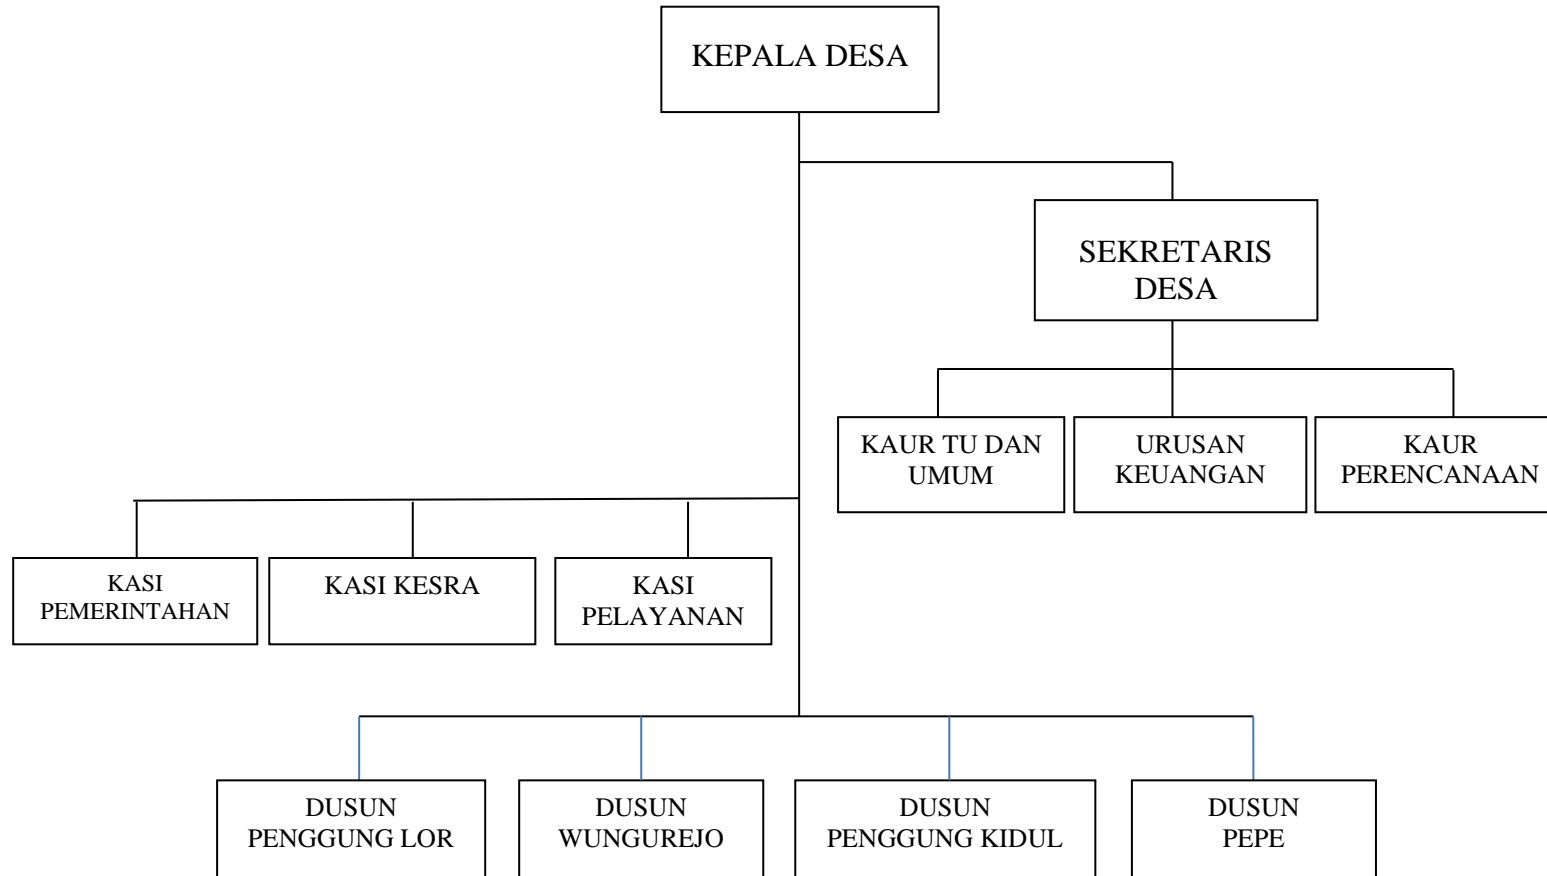 KEPALA DESA
SEKRETARIS
DESA
KAUR TU DAN
UMUM
URUSAN
KEUANGAN
KAUR
PERENCANAAN
KASI
PEMERINTAHAN
KASI KESRA
KASI
PELAYANAN
DUSUN
PENGGUNG LOR
DUSUN
WUNGUREJO
DUSUN
PENGGUNG KIDUL
DUSUN
PEPE